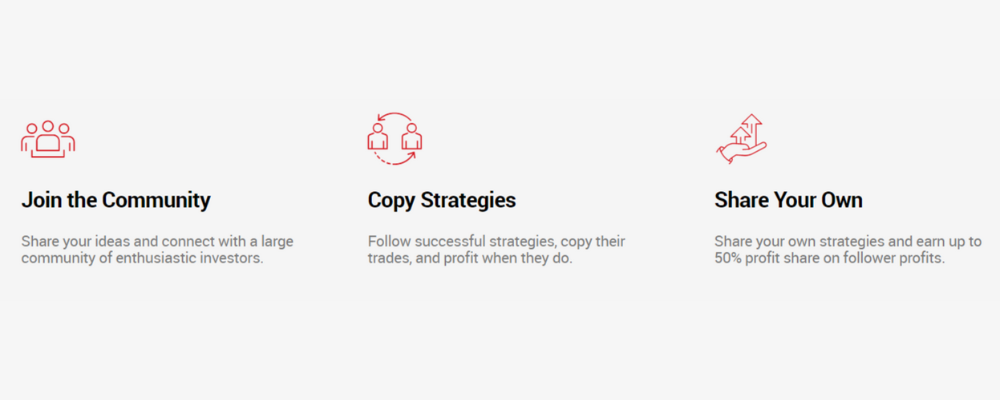 Join the Community
Share your ideas and connect with a large
community of enthusiastic investors.
Copy Strategies
Follow successful strategies, copy their
trades, and profit when they do.
Share Your Own
Share your own strategies and earn up to
50% profit share on follower profits.